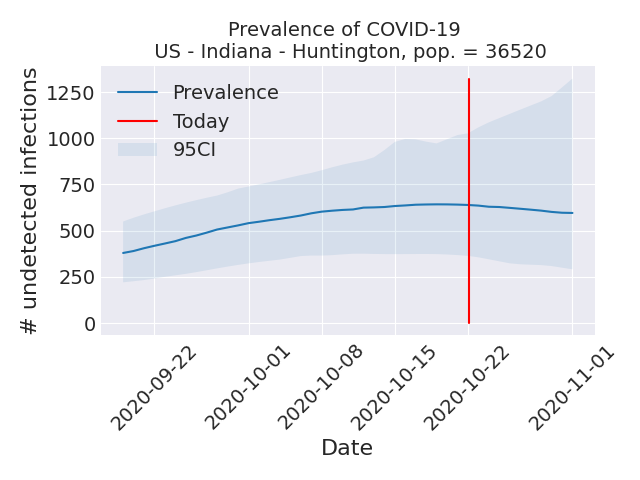 Prevalence of COVID-19
US - Indiana - Huntington, pop. = 36520
# undetected infections
1250
1000
750
500
250
0
Prevalence
Today
95CI
2020-09-22
2020-10-01
2020-10-08
2020-10-15
2020-10-22
2020-11-01
Date